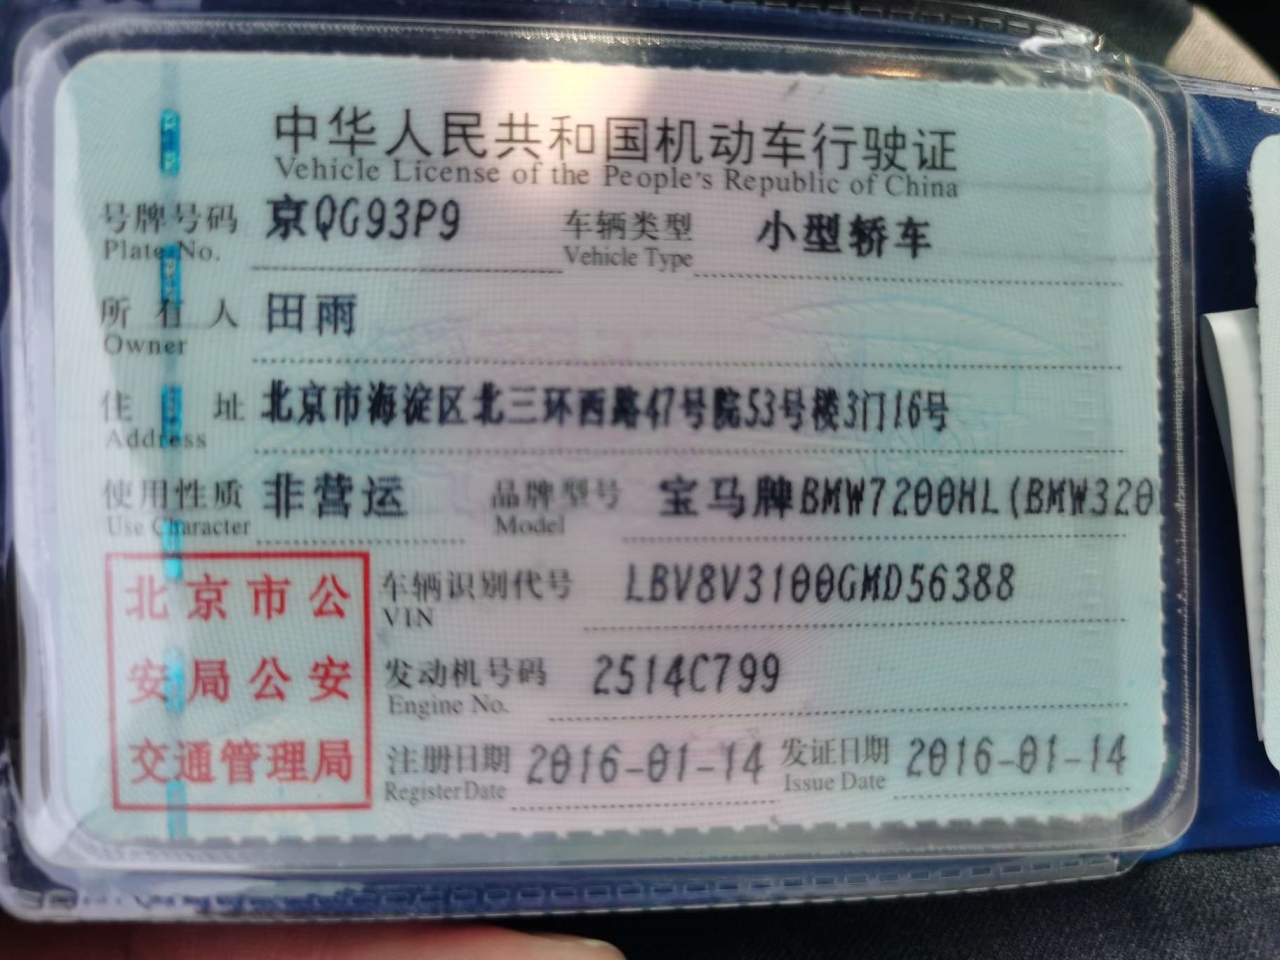 中华人民共和国机动车行驶证
Vehicle License of the People's Republic of China
号牌号码 京QG93P9 车辆类型 小型轿车
Plate No. Vehicle Type
所有人 田雨
Owner
住址 北京市海淀区北三环西路47号院53号楼3门16号
Address
使用性质 非营运 品牌型号 宝马牌BMW7200HL(BMW320
Use Character Model
北京市公
安局公安
交通管理局
车辆识别代号 LBV8V3100GMD56388
VIN
发动机号码 2514C799
Engine No.
注册日期 2016-01-14 发证日期 2016-01-14
Register Date Issue Date